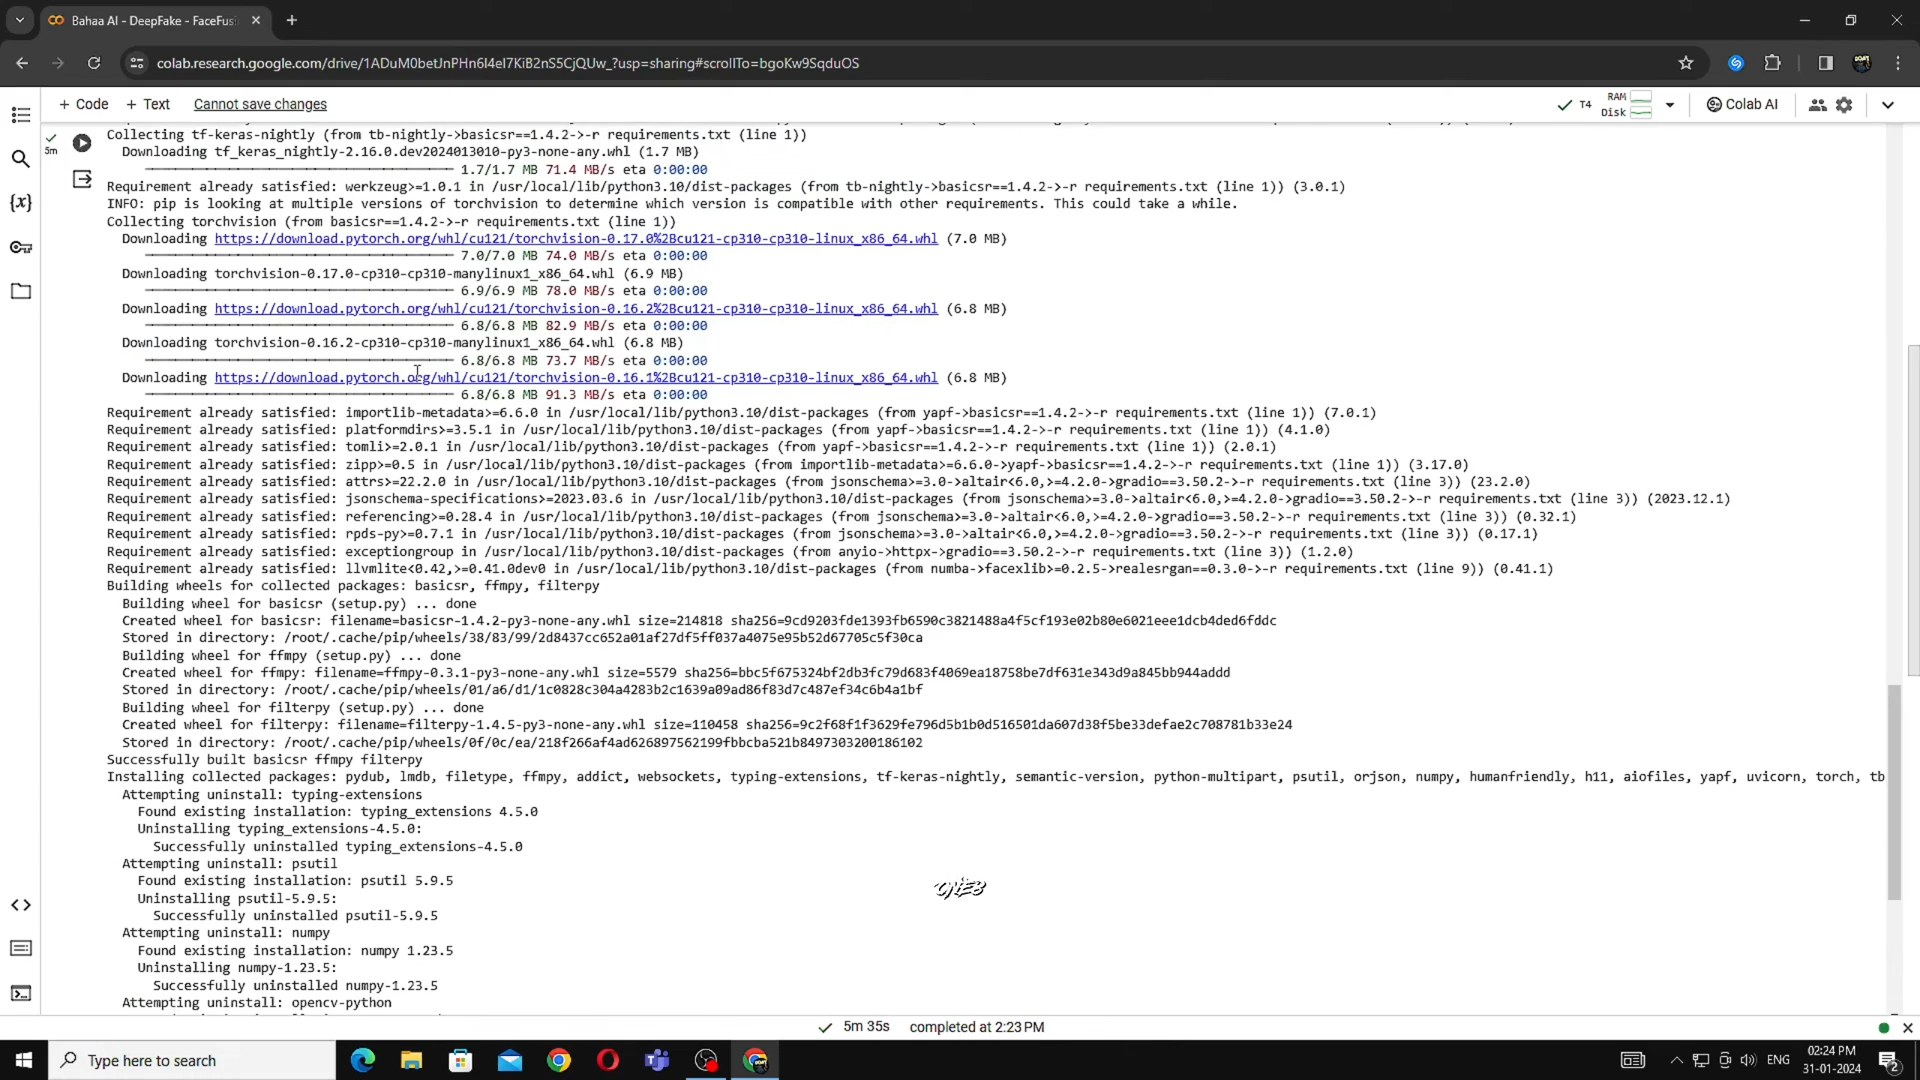 Bahaa AI - DeepFake - FaceFusi
colab.research.google.com/drive/1ADuM0betJnPHn6I4eI7KiB2nS5CjQUw_?usp=sharing#scrollTo=bgoKw9SqduOS
+ Code + Text Cannot save changes
T4 RAM Disk Colab AI
5m
Collecting tf-keras-nightly (from tb-nightly->basicsr==1.4.2->-r requirements.txt (line 1))
Downloading tf_keras_nightly-2.16.0.dev2024013010-py3-none-any.whl (1.7 MB)
1.7/1.7 MB 71.4 MB/s eta 0:00:00
Requirement already satisfied: werkzeug>=1.0.1 in /usr/local/lib/python3.10/dist-packages (from tb-nightly->basicsr==1.4.2->-r requirements.txt (line 1)) (3.0.1)
INFO: pip is looking at multiple versions of torchvision to determine which version is compatible with other requirements. This could take a while.
Collecting torchvision (from basicsr==1.4.2->-r requirements.txt (line 1))
Downloading https://download.pytorch.org/whl/cu121/torchvision-0.17.0%2Bcu121-cp310-cp310-linux_x86_64.whl (7.0 MB)
7.0/7.0 MB 74.0 MB/s eta 0:00:00
Downloading torchvision-0.17.0-cp310-cp310-manylinux1_x86_64.whl (6.9 MB)
6.9/6.9 MB 78.0 MB/s eta 0:00:00
Downloading https://download.pytorch.org/whl/cu121/torchvision-0.16.2%2Bcu121-cp310-cp310-linux_x86_64.whl (6.8 MB)
6.8/6.8 MB 82.9 MB/s eta 0:00:00
Downloading torchvision-0.16.2-cp310-cp310-manylinux1_x86_64.whl (6.8 MB)
6.8/6.8 MB 73.7 MB/s eta 0:00:00
Downloading https://download.pytorch.org/whl/cu121/torchvision-0.16.1%2Bcu121-cp310-cp310-linux_x86_64.whl (6.8 MB)
6.8/6.8 MB 91.3 MB/s eta 0:00:00
Requirement already satisfied: importlib-metadata>=6.6.0 in /usr/local/lib/python3.10/dist-packages (from yapf->basicsr==1.4.2->-r requirements.txt (line 1)) (7.0.1)
Requirement already satisfied: platformdirs>=3.5.1 in /usr/local/lib/python3.10/dist-packages (from yapf->basicsr==1.4.2->-r requirements.txt (line 1)) (4.1.0)
Requirement already satisfied: tomli>=2.0.1 in /usr/local/lib/python3.10/dist-packages (from yapf->basicsr==1.4.2->-r requirements.txt (line 1)) (2.0.1)
Requirement already satisfied: zipp>=0.5 in /usr/local/lib/python3.10/dist-packages (from importlib-metadata>=6.6.0->yapf->basicsr==1.4.2->-r requirements.txt (line 1)) (3.17.0)
Requirement already satisfied: attrs>=22.2.0 in /usr/local/lib/python3.10/dist-packages (from jsonschema>=3.0->altair<6.0,>=4.2.0->gradio==3.50.2->-r requirements.txt (line 3)) (23.2.0)
Requirement already satisfied: jsonschema-specifications>=2023.03.6 in /usr/local/lib/python3.10/dist-packages (from jsonschema>=3.0->altair<6.0,>=4.2.0->gradio==3.50.2->-r requirements.txt (line 3)) (2023.12.1)
Requirement already satisfied: referencing>=0.28.4 in /usr/local/lib/python3.10/dist-packages (from jsonschema>=3.0->altair<6.0,>=4.2.0->gradio==3.50.2->-r requirements.txt (line 3)) (0.32.1)
Requirement already satisfied: rpds-py>=0.7.1 in /usr/local/lib/python3.10/dist-packages (from jsonschema>=3.0->altair<6.0,>=4.2.0->gradio==3.50.2->-r requirements.txt (line 3)) (0.17.1)
Requirement already satisfied: exceptiongroup in /usr/local/lib/python3.10/dist-packages (from anyio->httpx->gradio==3.50.2->-r requirements.txt (line 3)) (1.2.0)
Requirement already satisfied: llvmlite<0.42,>=0.41.0dev0 in /usr/local/lib/python3.10/dist-packages (from numba->facexlib>=0.2.5->realesrgan==0.3.0->-r requirements.txt (line 9)) (0.41.1)
Building wheels for collected packages: basicsr, ffmpy, filterpy
Building wheel for basicsr (setup.py) ... done
Created wheel for basicsr: filename=basicsr-1.4.2-py3-none-any.whl size=214818 sha256=9cd9203fde1393fb6590c3821488a4f5cf193e02b80e6021eee1dcb4ded6fddc
Stored in directory: /root/.cache/pip/wheels/38/83/99/2d8437cc652a01af27df5ff037a4075e95b52d67705c5f30ca
Building wheel for ffmpy (setup.py) ... done
Created wheel for ffmpy: filename=ffmpy-0.3.1-py3-none-any.whl size=5579 sha256=bbc5f675324bf2db3fc79d683f4069ea18758be7df631e343d9a845bb944addd
Stored in directory: /root/.cache/pip/wheels/01/a6/d1/1c0828c304a4283b2c1639a09ad86f83d7c487ef34c6b4a1bf
Building wheel for filterpy (setup.py) ... done
Created wheel for filterpy: filename=filterpy-1.4.5-py3-none-any.whl size=110458 sha256=9c2f68f1f3629fe796d5b1b0d516501da607d38f5be33defae2c708781b33e24
Stored in directory: /root/.cache/pip/wheels/0f/0c/ea/218f266af4ad626897562199fbbcba521b8497303200186102
Successfully built basicsr ffmpy filterpy
Installing collected packages: pydub, lmdb, filetype, ffmpy, addict, websockets, typing-extensions, tf-keras-nightly, semantic-version, python-multipart, psutil, orjson, numpy, humanfriendly, h11, aiofiles, yapf, uvicorn, torch, tb
Attempting uninstall: typing-extensions
Found existing installation: typing_extensions 4.5.0
Uninstalling typing_extensions-4.5.0:
Successfully uninstalled typing_extensions-4.5.0
Attempting uninstall: psutil
Found existing installation: psutil 5.9.5
Uninstalling psutil-5.9.5:
Successfully uninstalled psutil-5.9.5
Attempting uninstall: numpy
Found existing installation: numpy 1.23.5
Uninstalling numpy-1.23.5:
Successfully uninstalled numpy-1.23.5
Attempting uninstall: opencv-python
5m 35s completed at 2:23 PM
Type here to search
ENG
02:24 PM
31-01-2024
2